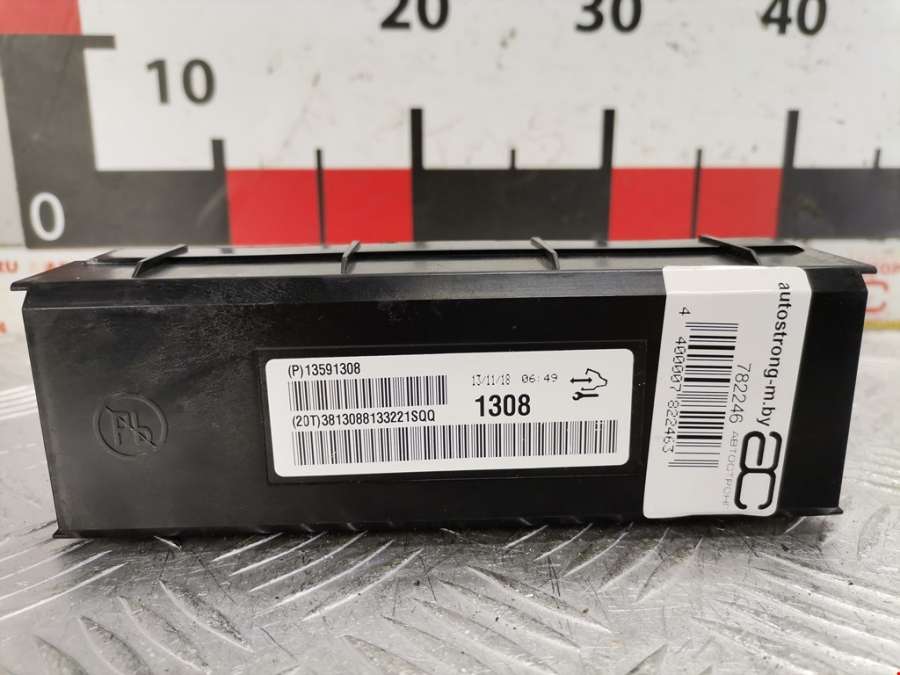 0
10
20
30
40
(P)13591308
13/11/18 06:49
(20T)3813088133221SQQ
1308
autostrong-m.by
782246
4 400007 822463
ac